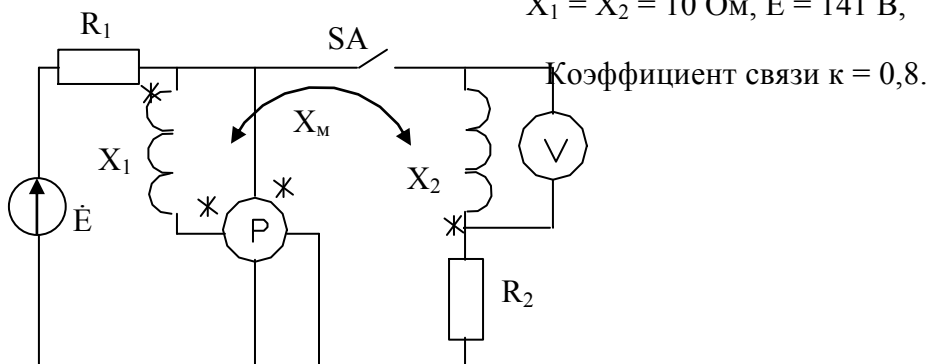 X₁ = X₂ = 10 Ом, E = 141 В,
R₁
SA
Коэффициент связи к = 0,8.
Xм
X₁
X₂
V
Ė
P
R₂